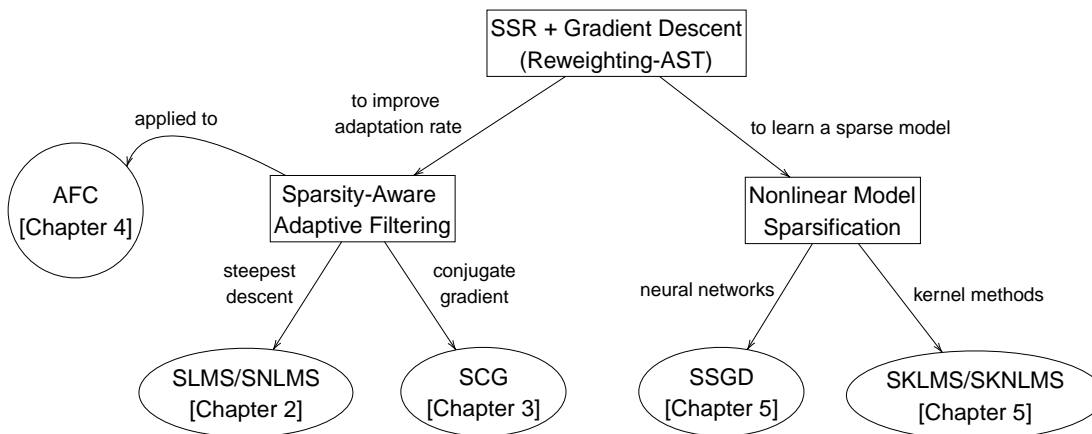 SSR + Gradient Descent
(Reweighting-AST)
to improve
adaptation rate
applied to
to learn a sparse model
AFC
[Chapter 4]
Sparsity-Aware
Adaptive Filtering
Nonlinear Model
Sparsification
steepest
descent
conjugate
gradient
neural networks
kernel methods
SLMS/SNLMS
[Chapter 2]
SCG
[Chapter 3]
SSGD
[Chapter 5]
SKLMS/SKNLMS
[Chapter 5]